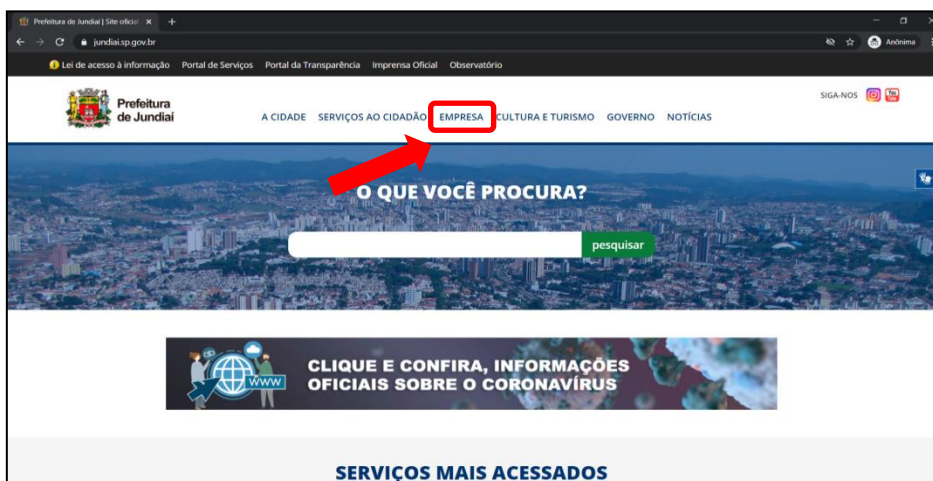 Prefeitura de Jundiaí | Site oficial
jundiai.sp.gov.br
Anônima
Lei de acesso à informação Portal de Serviços Portal da Transparência Imprensa Oficial Observatório
Prefeitura
de Jundiaí
SIGA-NOS
You
Tube
A CIDADE SERVIÇOS AO CIDADÃO EMPRESA CULTURA E TURISMO GOVERNO NOTÍCIAS
O QUE VOCÊ PROCURA?
pesquisar
www
CLIQUE E CONFIRA, INFORMAÇÕES
OFICIAIS SOBRE O CORONAVÍRUS
SERVIÇOS MAIS ACESSADOS